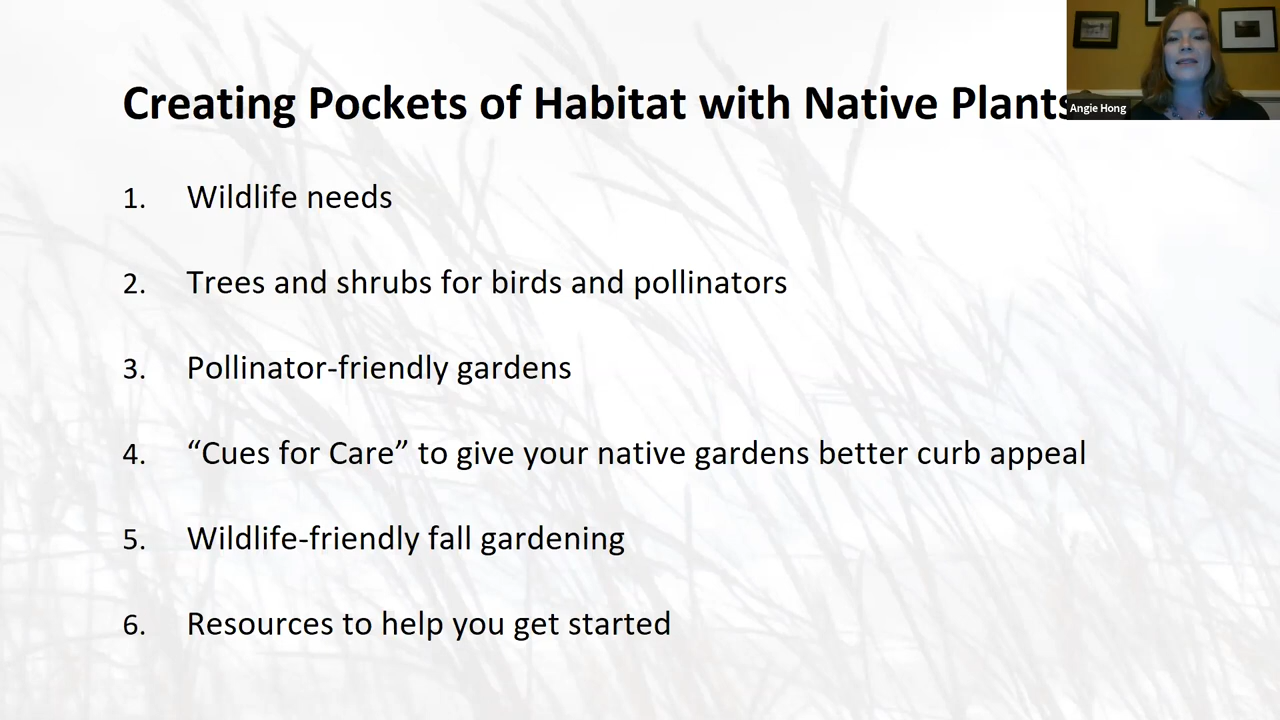 Creating Pockets of Habitat with Native Plants
Angie Hong
1. Wildlife needs
2. Trees and shrubs for birds and pollinators
3. Pollinator-friendly gardens
4. “Cues for Care” to give your native gardens better curb appeal
5. Wildlife-friendly fall gardening
6. Resources to help you get started